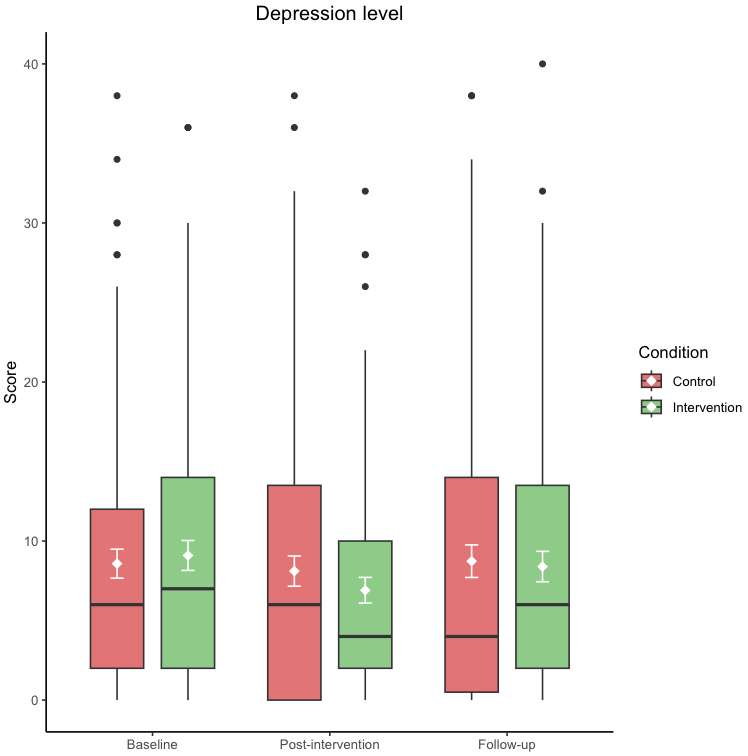 Depression level
Score
40
30
20
10
0
Baseline
Post-intervention
Follow-up
Condition
Control
Intervention